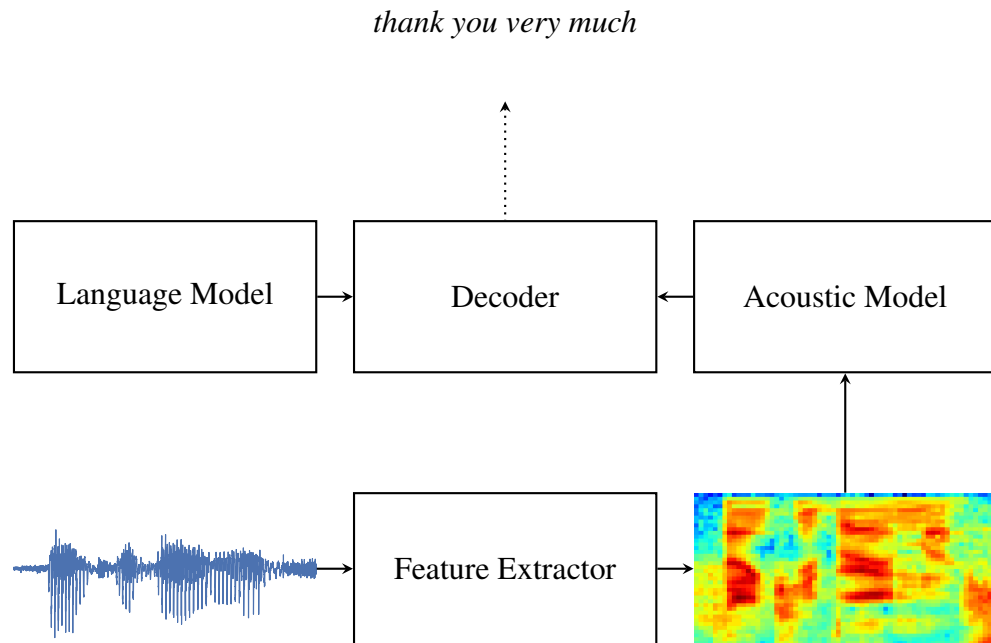 thank you very much
Language Model
Decoder
Acoustic Model
Feature Extractor